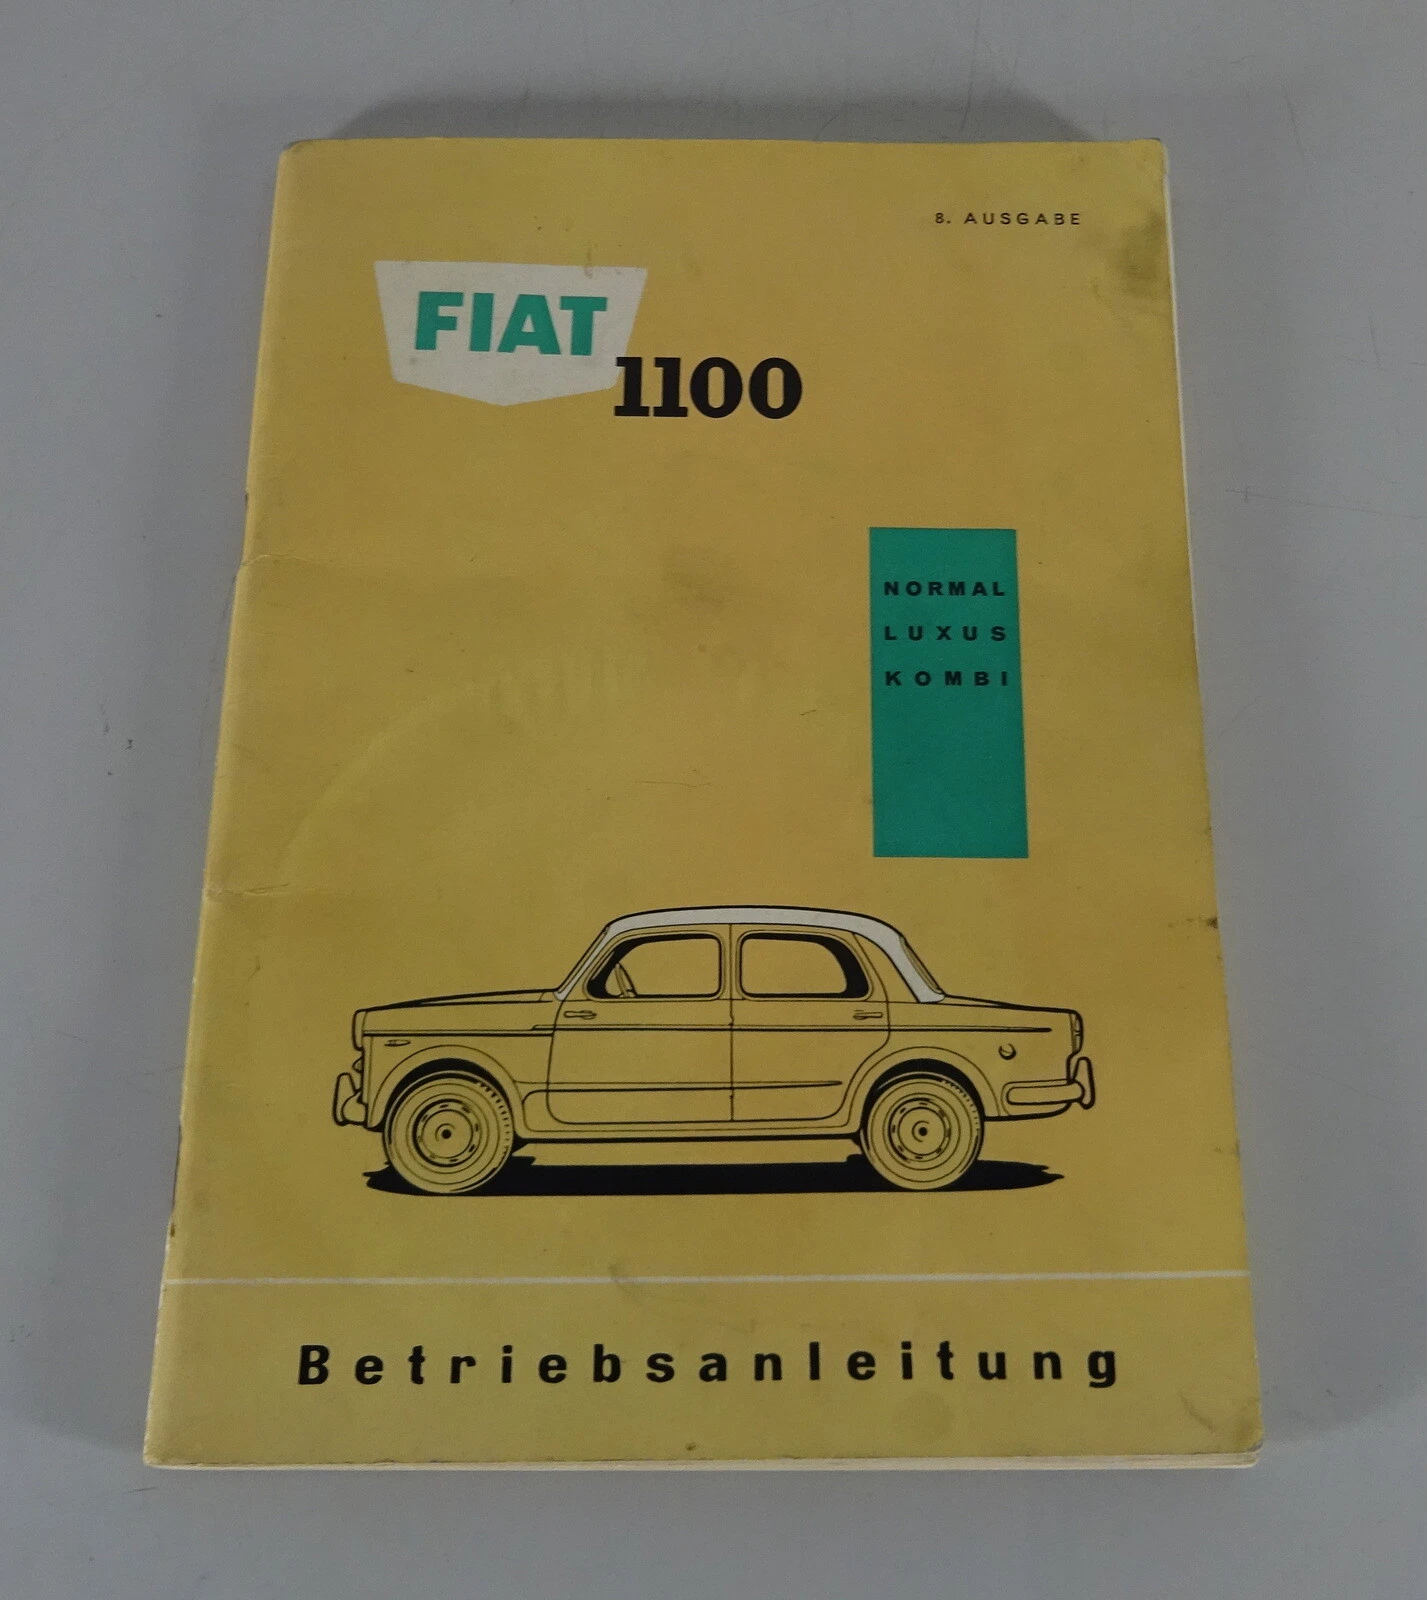 8. AUSGABE
FIAT
1100
NORMAL
LUXUS
KOMBI
Betriebsanleitung